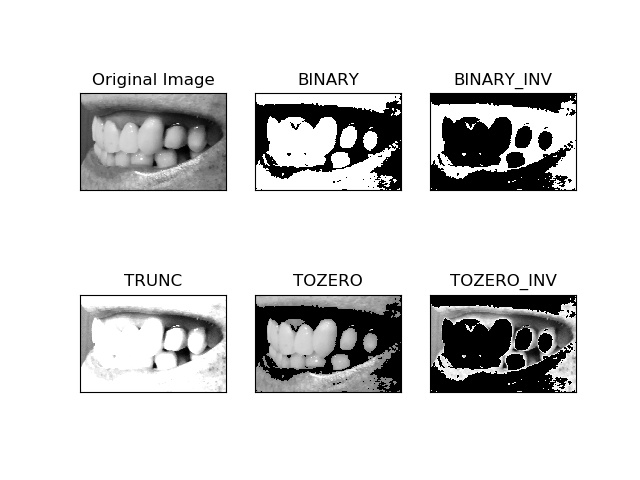 Original Image
BINARY
BINARY_INV
TRUNC
TOZERO
TOZERO_INV